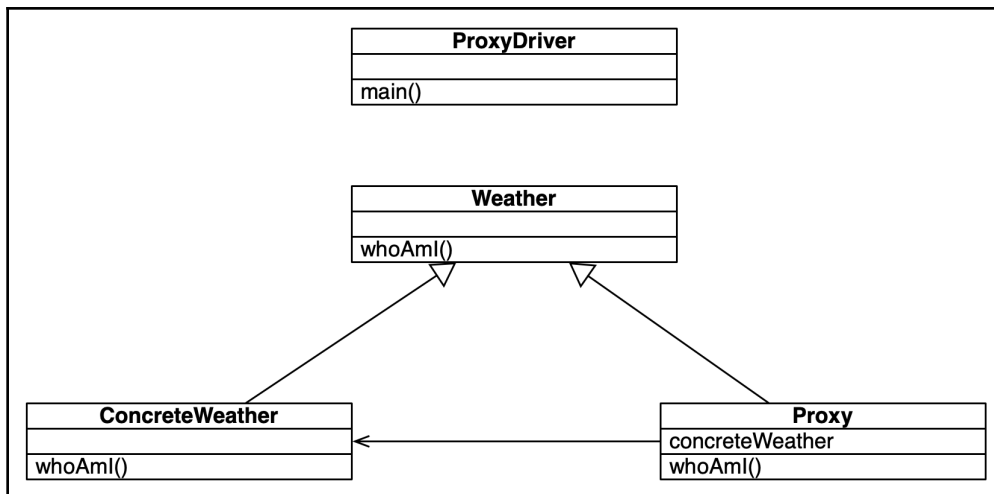 ProxyDriver
main()
Weather
whoAmI()
ConcreteWeather
whoAmI()
Proxy
concreteWeather
whoAmI()